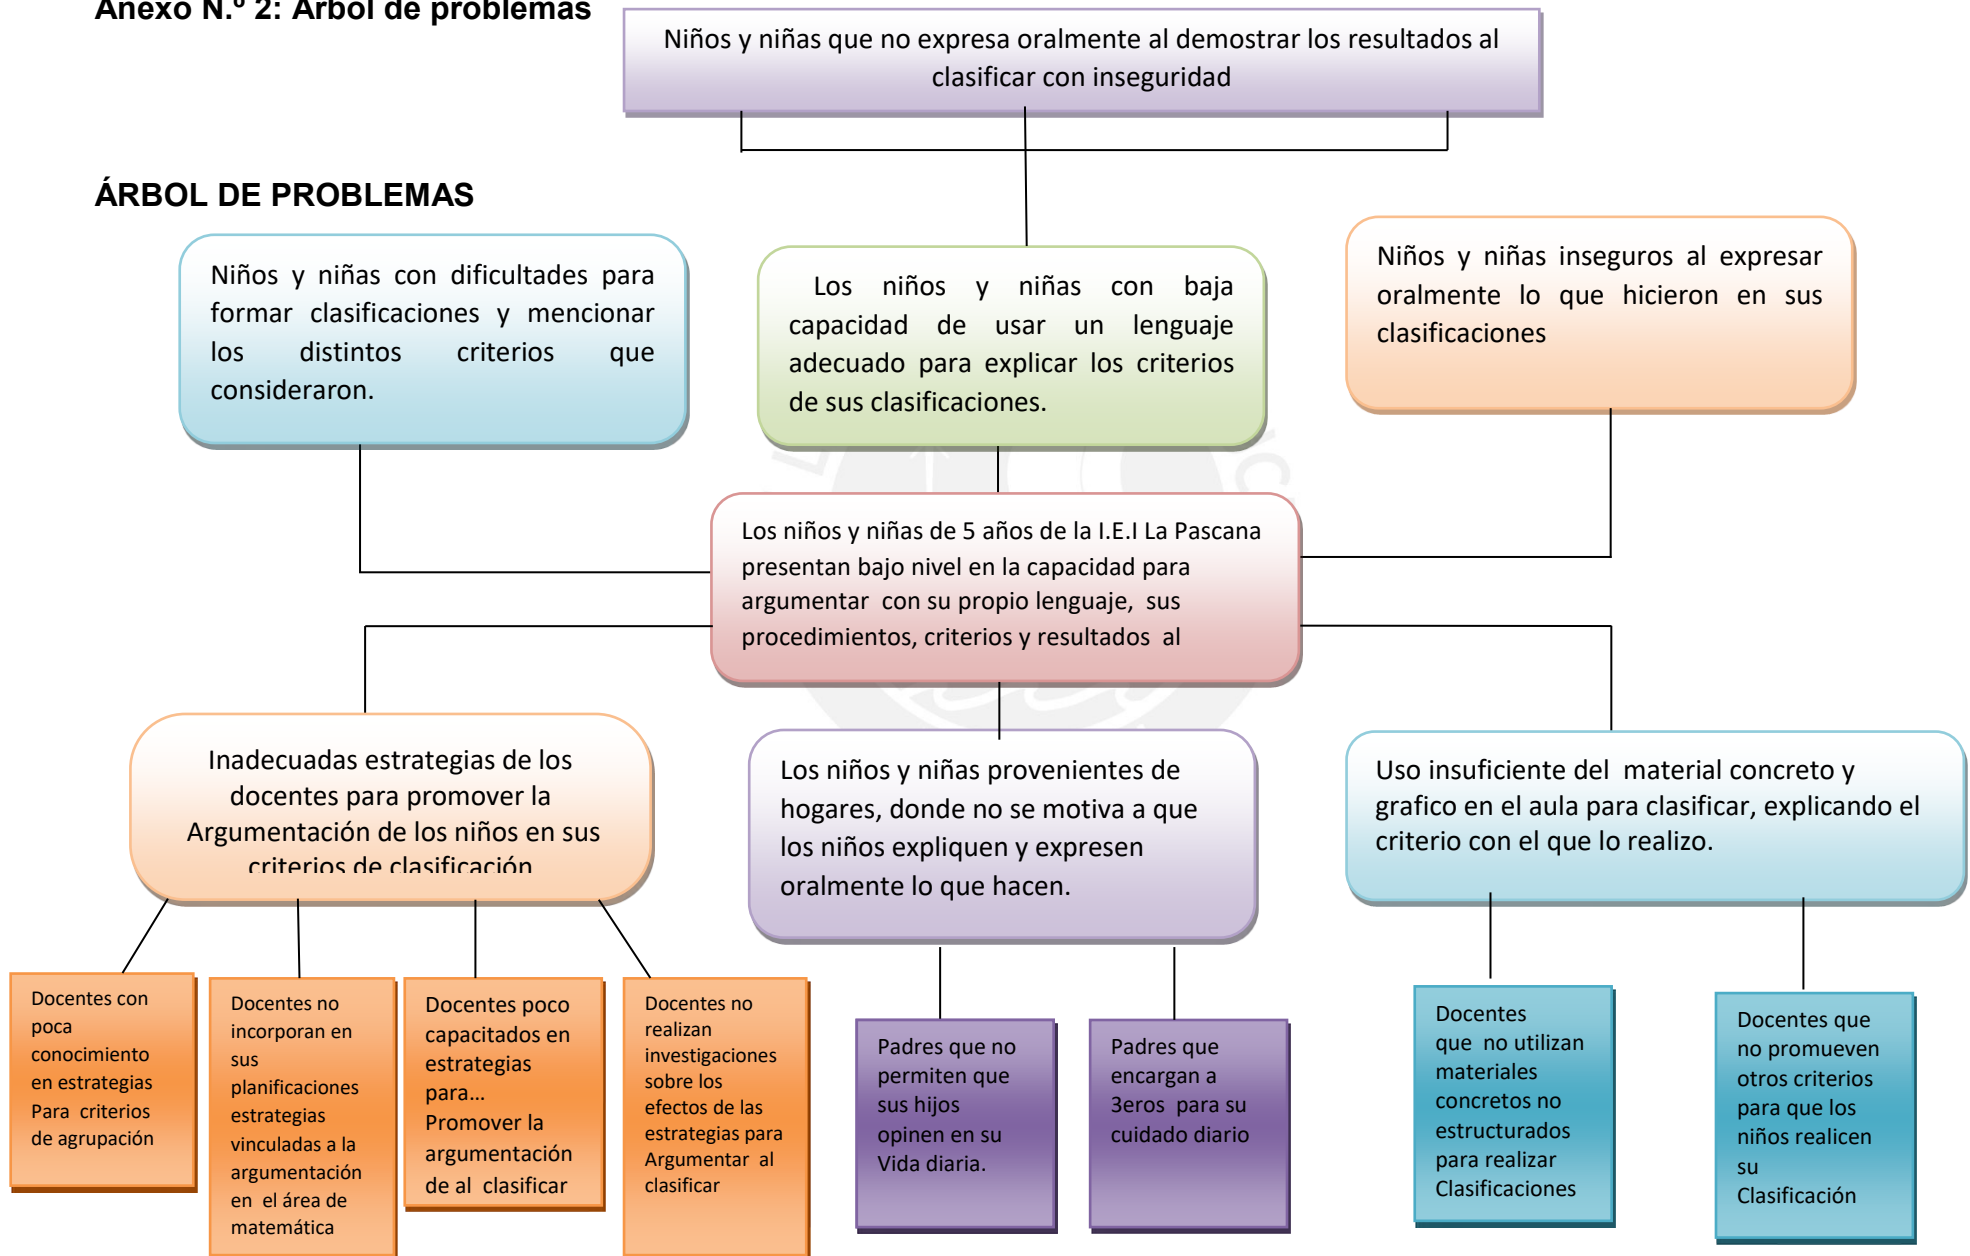 Anexo N.º 2: Árbol de problemas
Niños y niñas que no expresa oralmente al demostrar los resultados al
clasificar con inseguridad
ÁRBOL DE PROBLEMAS
Niños y niñas con dificultades para
formar clasificaciones y mencionar
los distintos criterios que
consideraron.
Los niños y niñas con baja
capacidad de usar un lenguaje
adecuado para explicar los criterios
de sus clasificaciones.
Niños y niñas inseguros al expresar
oralmente lo que hicieron en sus
clasificaciones
Los niños y niñas de 5 años de la I.E.I La Pascana
presentan bajo nivel en la capacidad para
argumentar con su propio lenguaje, sus
procedimientos, criterios y resultados al
Inadecuadas estrategias de los
docentes para promover la
Argumentación de los niños en sus
criterios de clasificación
Los niños y niñas provenientes de
hogares, donde no se motiva a que
los niños expliquen y expresen
oralmente lo que hacen.
Uso insuficiente del material concreto y
grafico en el aula para clasificar, explicando el
criterio con el que lo realizo.
Docentes con
poca
conocimiento
en estrategias
Para criterios
de agrupación
Docentes no
incorporan en
sus
planificaciones
estrategias
vinculadas a la
argumentación
en el área de
matemática
Docentes poco
capacitados en
estrategias
para...
Promover la
argumentación
de al clasificar
Docentes no
realizan
investigaciones
sobre los
efectos de las
estrategias para
Argumentar al
clasificar
Padres que no
permiten que
sus hijos
opinen en su
Vida diaria.
Padres que
encargan a
3eros para su
cuidado diario
Docentes
que no utilizan
materiales
concretos no
estructurados
para realizar
Clasificaciones
Docentes que
no promueven
otros criterios
para que los
niños realicen
su
Clasificación